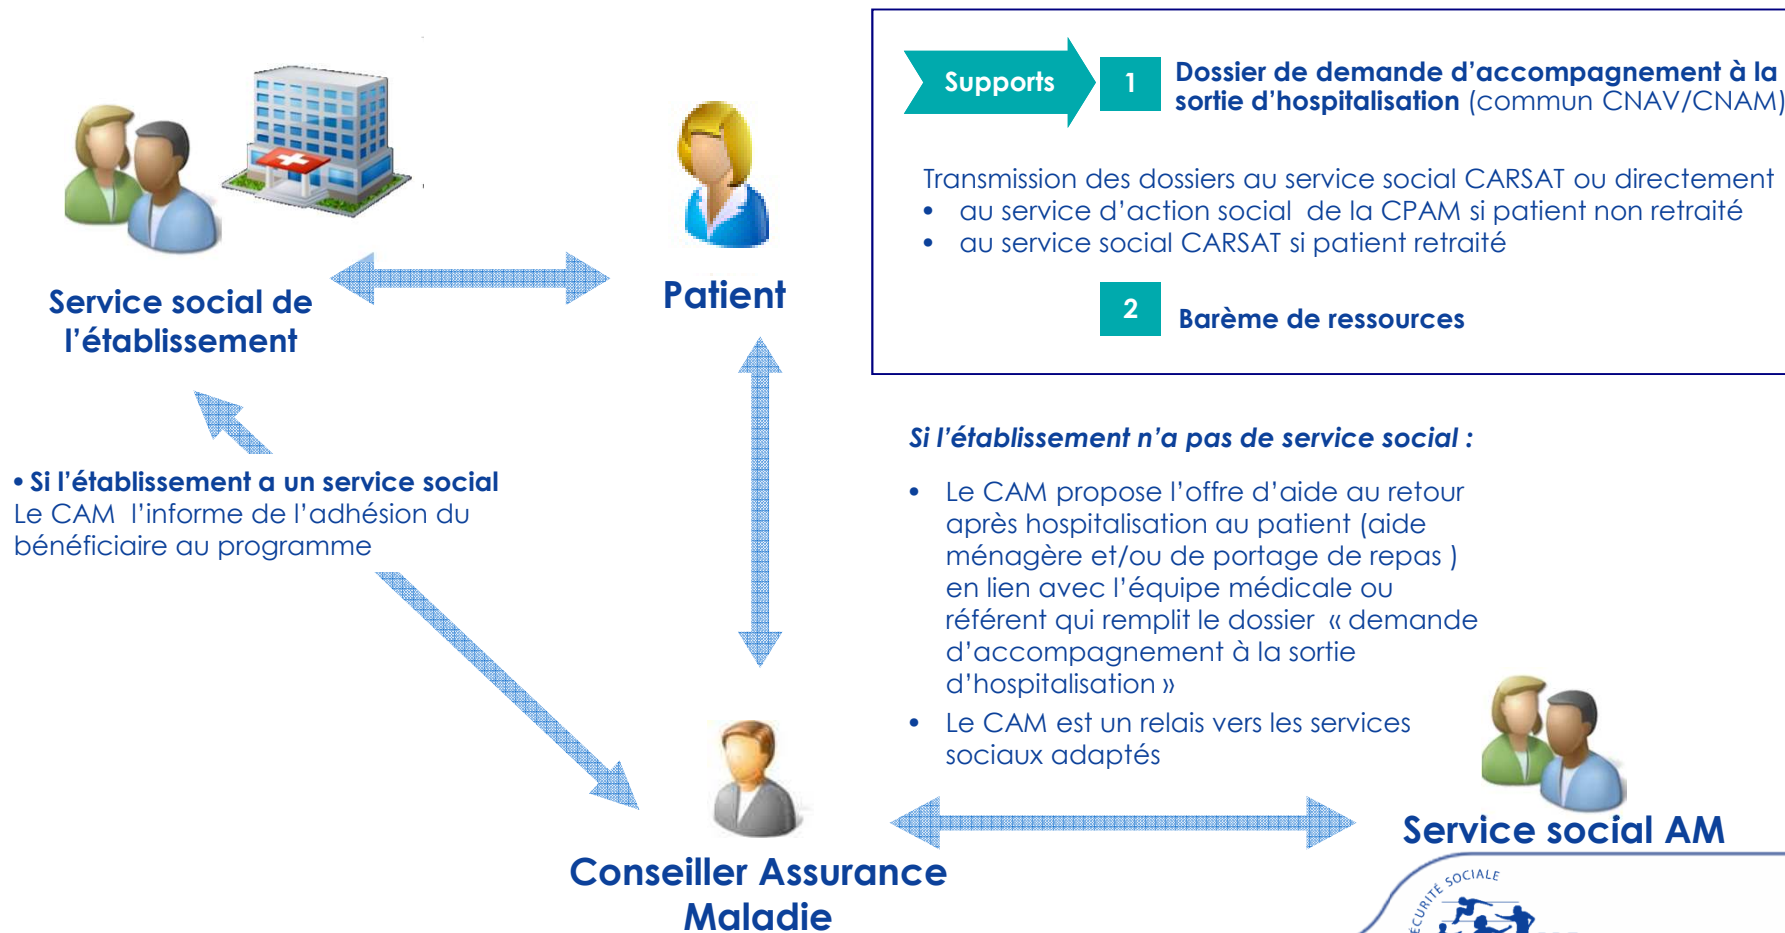 Supports
1
Dossier de demande d’accompagnement à la
sortie d’hospitalisation (commun CNAV/CNAM)
Transmission des dossiers au service social CARSAT ou directement
• au service d’action social de la CPAM si patient non retraité
• au service social CARSAT si patient retraité
2
Barème de ressources
Service social de
l’établissement
Patient
• Si l’établissement a un service social
Le CAM l’informe de l’adhésion du
bénéficiaire au programme
Si l’établissement n’a pas de service social :
• Le CAM propose l’offre d’aide au retour
après hospitalisation au patient (aide
ménagère et/ou de portage de repas )
en lien avec l’équipe médicale ou
référent qui remplit le dossier « demande
d’accompagnement à la sortie
d’hospitalisation »
• Le CAM est un relais vers les services
sociaux adaptés
Conseiller Assurance
Maladie
Service social AM
ÉCURITÉ SOCIALE